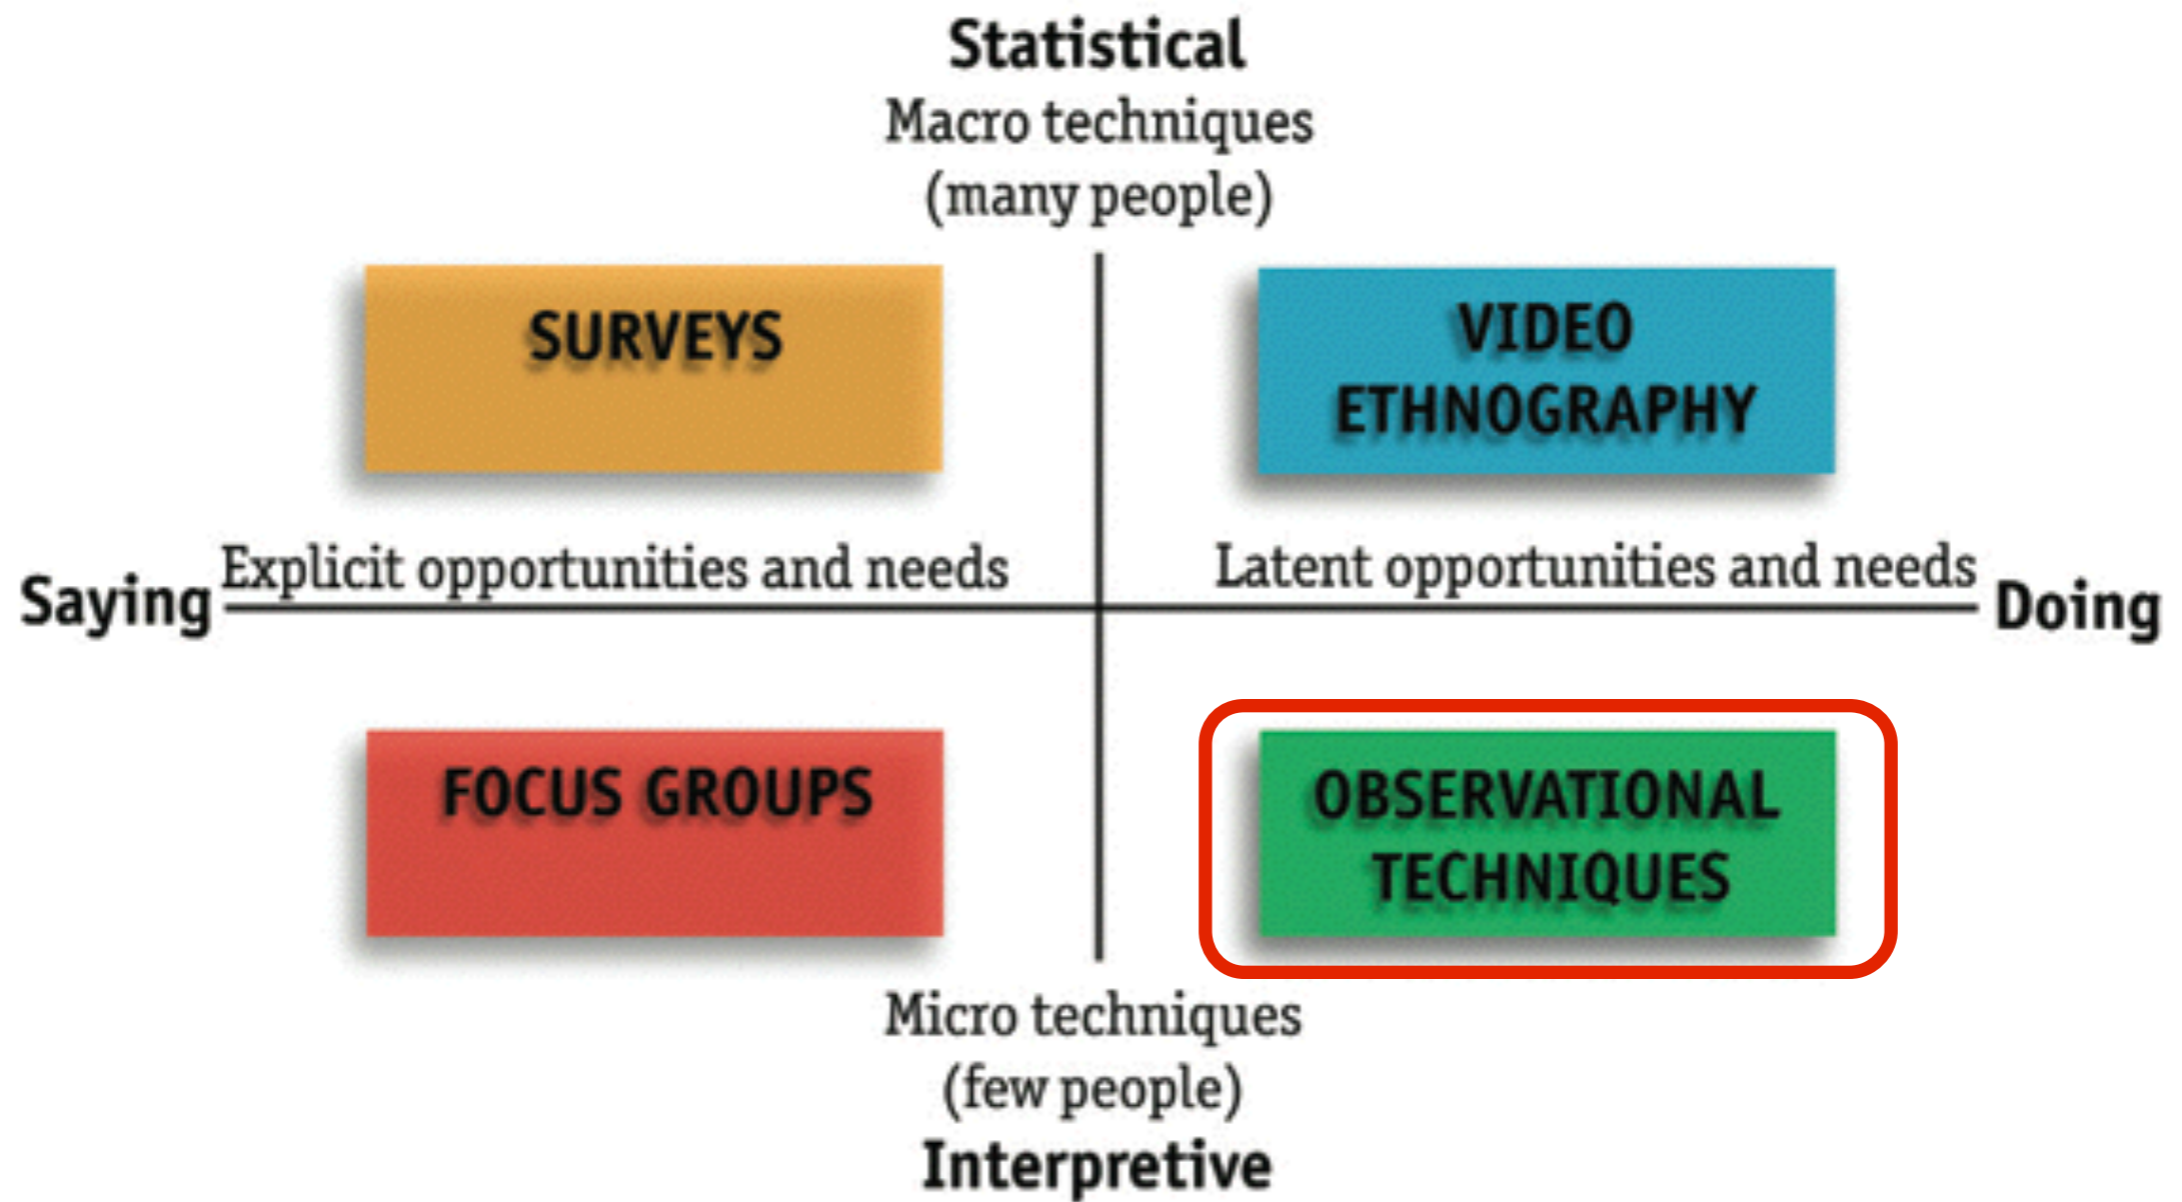 Statistical
Macro techniques
(many people)
SURVEYS
VIDEO
ETHNOGRAPHY
Explicit opportunities and needs
Latent opportunities and needs
Saying
Doing
FOCUS GROUPS
OBSERVATIONAL
TECHNIQUES
Micro techniques
(few people)
Interpretive